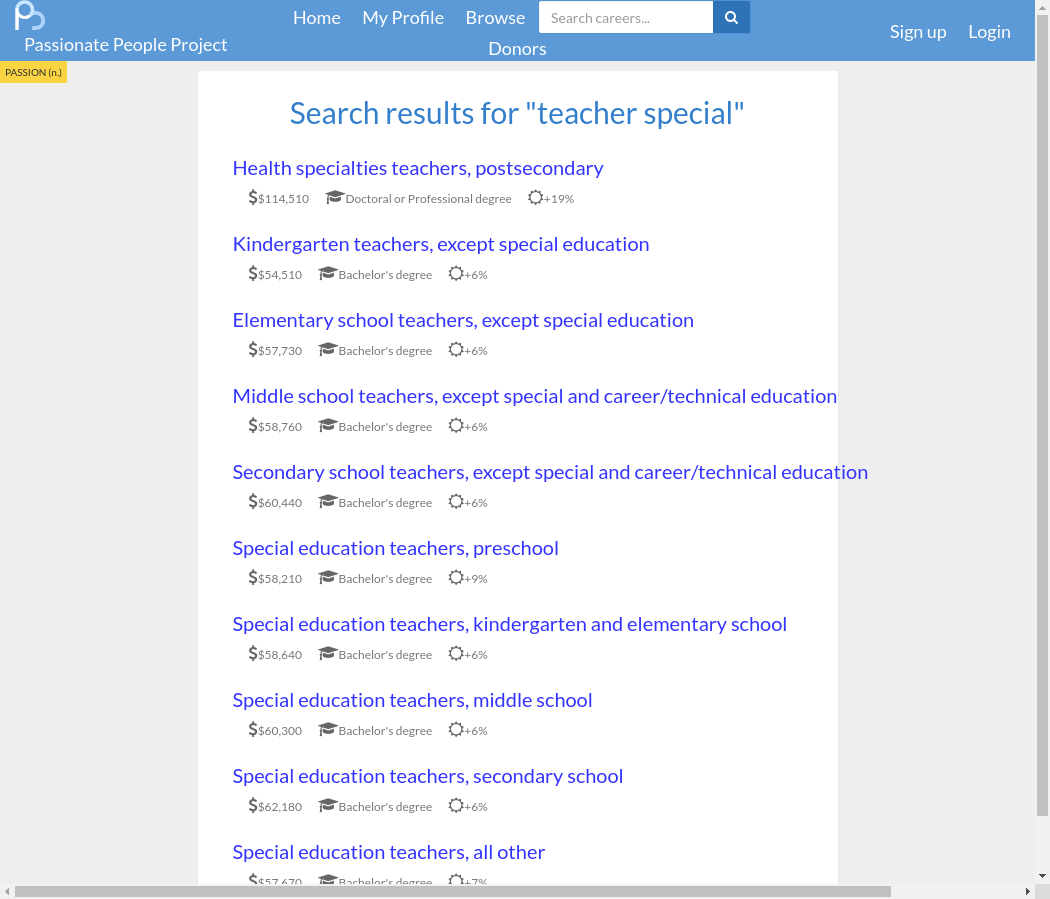 Home My Profile Browse Search careers...
Passionate People Project
Donors
Sign up Login
PASSION (n.)
Search results for "teacher special"
Health specialties teachers, postsecondary
$$114,510 Doctoral or Professional degree +19%
Kindergarten teachers, except special education
$$54,510 Bachelor's degree +6%
Elementary school teachers, except special education
$$57,730 Bachelor's degree +6%
Middle school teachers, except special and career/technical education
$$58,760 Bachelor's degree +6%
Secondary school teachers, except special and career/technical education
$$60,440 Bachelor's degree +6%
Special education teachers, preschool
$$58,210 Bachelor's degree +9%
Special education teachers, kindergarten and elementary school
$$58,640 Bachelor's degree +6%
Special education teachers, middle school
$$60,300 Bachelor's degree +6%
Special education teachers, secondary school
$$62,180 Bachelor's degree +6%
Special education teachers, all other
$$57,670 Bachelor's degree +7%